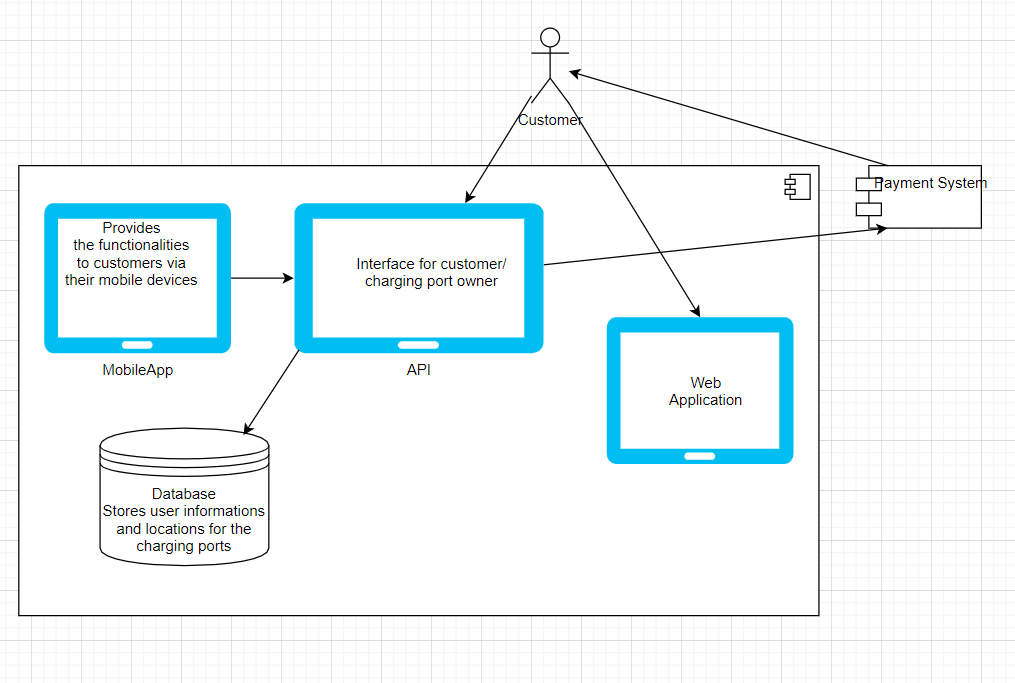 Customer
Payment System
Provides
the functionalities
to customers via
their mobile devices
Interface for customer/
charging port owner
MobileApp
API
Web
Application
Database
Stores user informations
and locations for the
charging ports